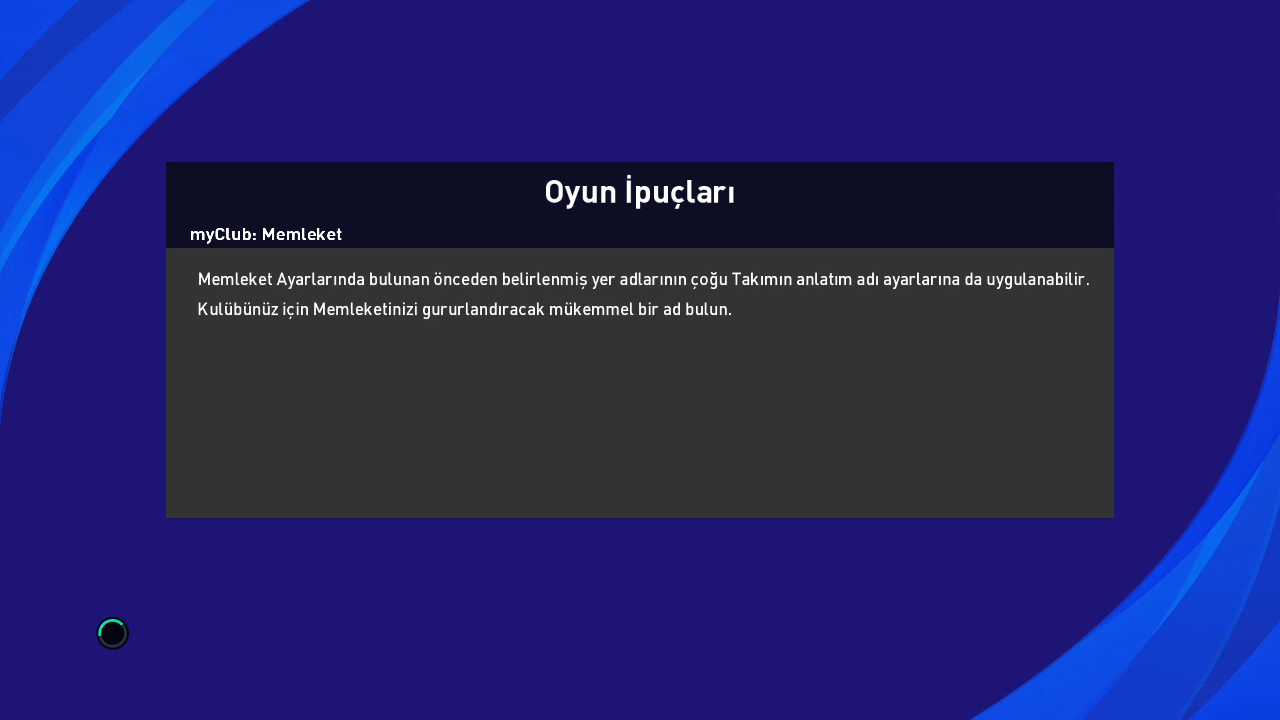 Oyun İpuçları
myClub: Memleket
Memleket Ayarlarında bulunan önceden belirlenmiş yer adlarının çoğu Takımın anlatım adı ayarlarına da uygulanabilir.
Kulübünüz için Memleketinizi gururlandıracak mükemmel bir ad bulun.